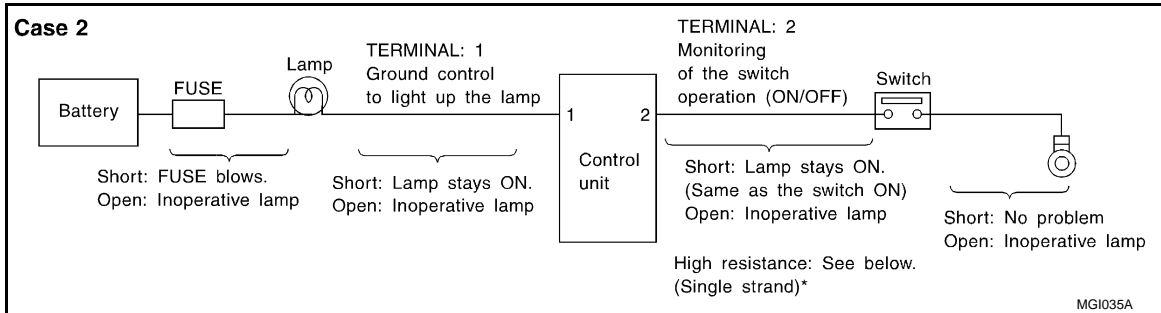 Case 2
Battery
FUSE
Lamp
TERMINAL: 1
Ground control
to light up the lamp
TERMINAL: 2
Monitoring
of the switch
operation (ON/OFF)
Switch
1
2
Control
unit
Short: FUSE blows.
Open: Inoperative lamp
Short: Lamp stays ON.
Open: Inoperative lamp
Short: Lamp stays ON.
(Same as the switch ON)
Open: Inoperative lamp
High resistance: See below.
(Single strand)*
Short: No problem
Open: Inoperative lamp
MGI035A